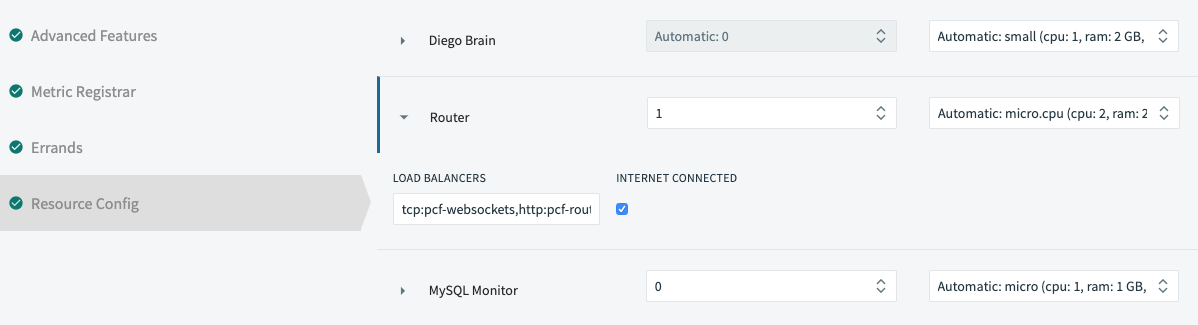 Advanced Features
Metric Registrar
Errands
Resource Config
Diego Brain
Automatic: 0
Automatic: small (cpu: 1, ram: 2 GB,
Router
1
Automatic: micro.cpu (cpu: 2, ram: 2
LOAD BALANCERS
INTERNET CONNECTED
tcp:pcf-websockets,http:pcf-rout
MySQL Monitor
0
Automatic: micro (cpu: 1, ram: 1 GB,